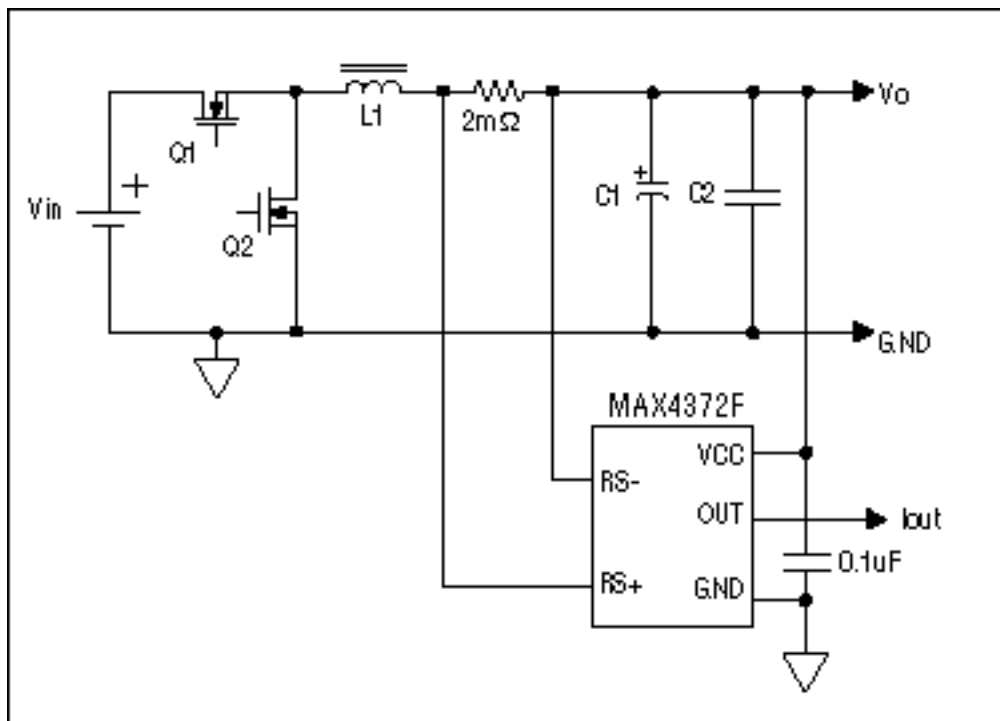 L1
2mΩ
Vo
Q1
+
Vin
+
C1
C2
Q2
GND
MAX4372F
VCC
RS-
OUT
Iout
0.1uF
RS+
GND